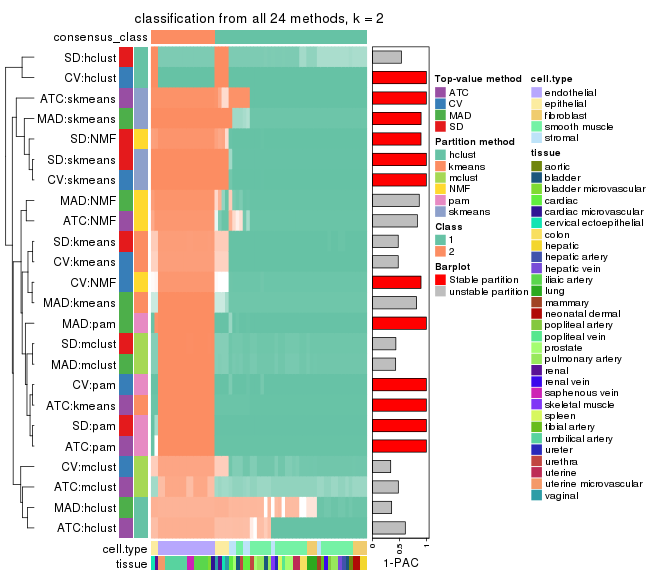 classification from all 24 methods, k = 2
consensus_class
SD:hclust
CV:hclust
ATC:skmeans
MAD:skmeans
SD:NMF
SD:skmeans
CV:skmeans
MAD:NMF
ATC:NMF
SD:kmeans
CV:kmeans
CV:NMF
MAD:kmeans
MAD:pam
SD:mclust
MAD:mclust
CV:pam
ATC:kmeans
SD:pam
ATC:pam
CV:mclust
ATC:mclust
MAD:hclust
ATC:hclust
cell.type
tissue
0
0.5
1
1-PAC
Top-value method
ATC
CV
MAD
SD
Partition method
hclust
kmeans
mclust
NMF
pam
skmeans
Class
1
2
Barplot
Stable partition
unstable partition
cell.type
endothelial
epithelial
fibroblast
smooth muscle
stromal
tissue
aortic
bladder
bladder microvascular
cardiac
cardiac microvascular
cervical ectoepithelial
colon
hepatic
hepatic artery
hepatic vein
iliac artery
lung
mammary
neonatal dermal
popliteal artery
popliteal vein
prostate
pulmonary artery
renal
renal vein
saphenous vein
skeletal muscle
spleen
tibial artery
umbilical artery
ureter
urethra
uterine
uterine microvascular
vaginal